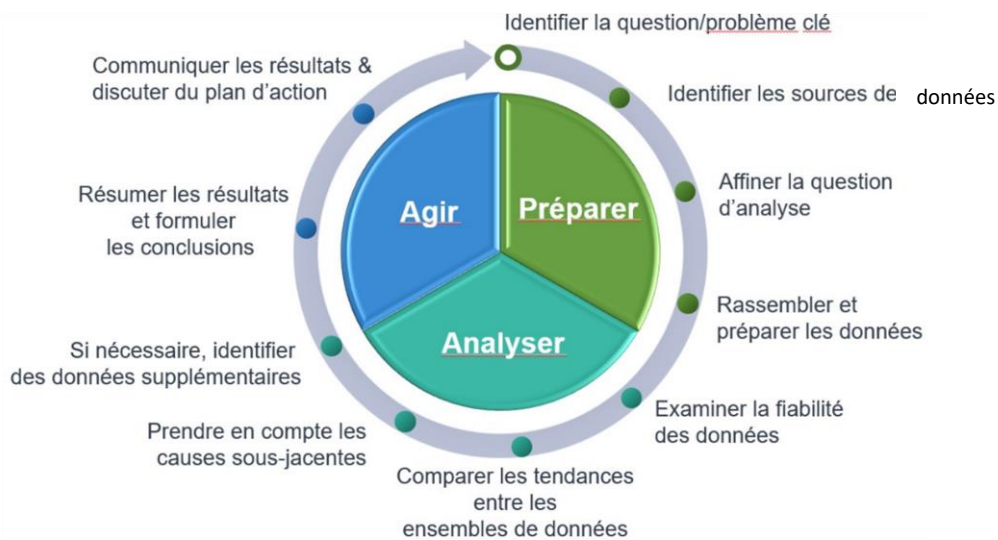 Identifier la question/problème clé
Identifier les sources de données
Affiner la question
d'analyse
Rassembler et
préparer les données
Examiner la fiabilité
des données
Comparer les tendances
entre les
ensembles de données
Prendre en compte les
causes sous-jacentes
Si nécessaire, identifier
des données supplémentaires
Résumer les résultats
et formuler
les conclusions
Communiquer les résultats &
discuter du plan d'action
Agir
Préparer
Analyser